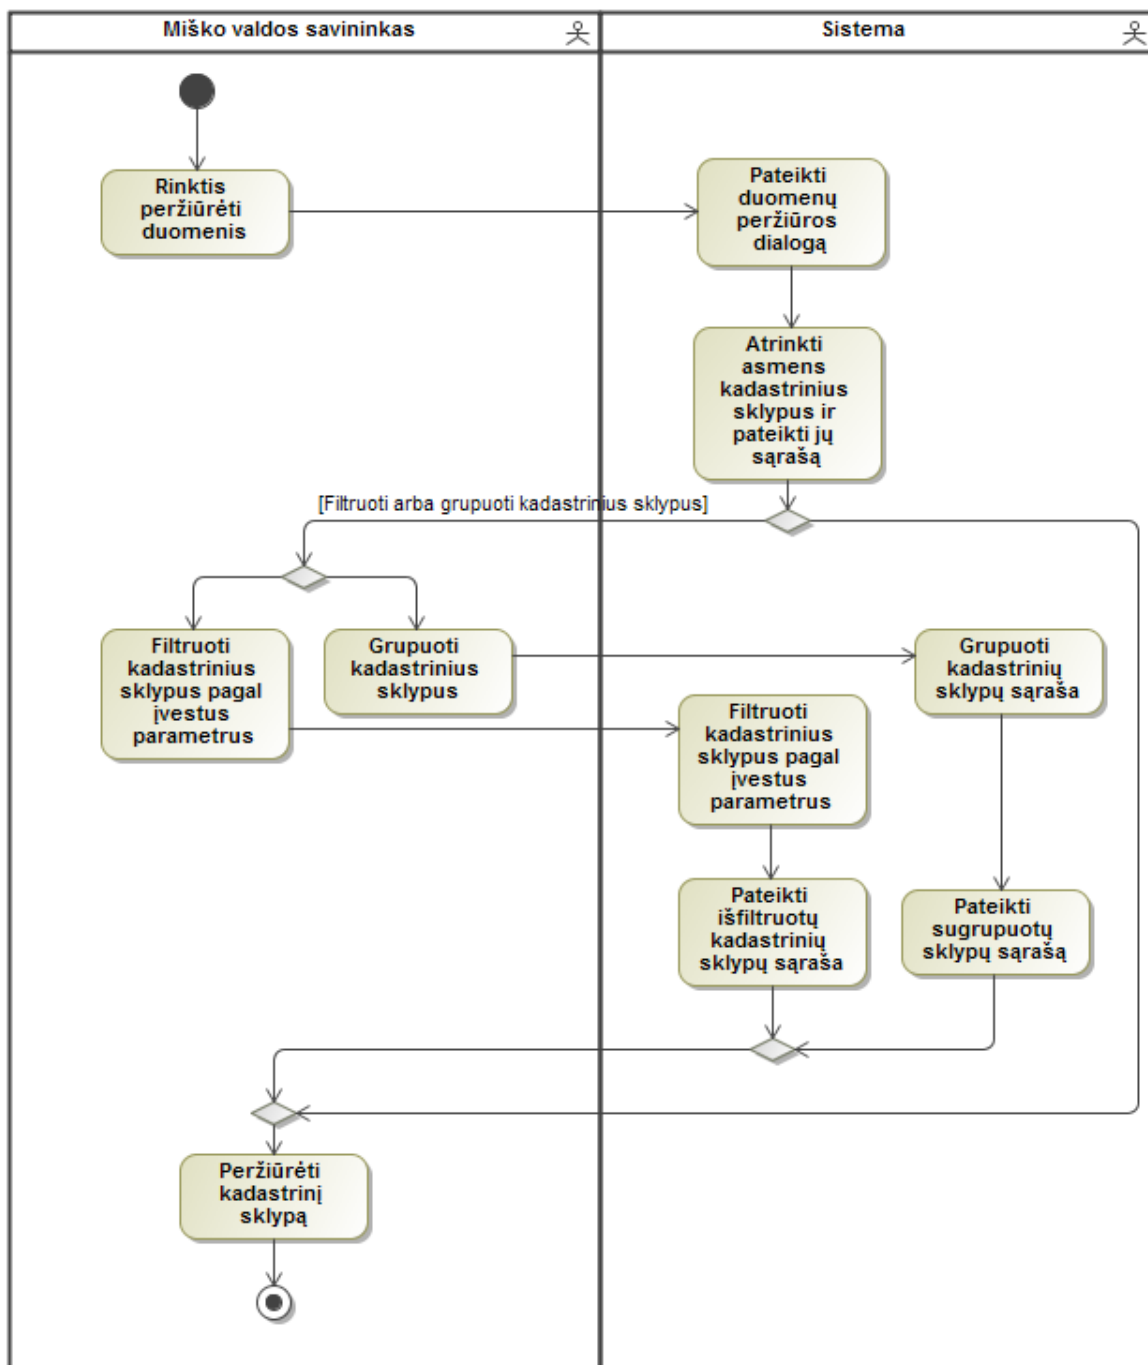 Miško valdos savininkas
Sistema
Rinktis
peržiūrėti
duomenis
Pateikti
duomenų
peržiūros
dialogą
Atrinkti
asmens
kadastrinius
sklypus ir
pateikti jų
sąrašą
[Filtruoti arba grupuoti kadastrinius sklypus]
Filtruoti
kadastrinius
sklypus pagal
įvestus
parametrus
Grupuoti
kadastrinius
sklypus
Grupuoti
kadastrinių
sklypų sąraša
Filtruoti
kadastrinius
sklypus pagal
įvestus
parametrus
Pateikti
išfiltruotų
kadastrinių
sklypų sąraša
Pateikti
sugrupuotų
sklypų sąrašą
Peržiūrėti
kadastrinį
sklypą